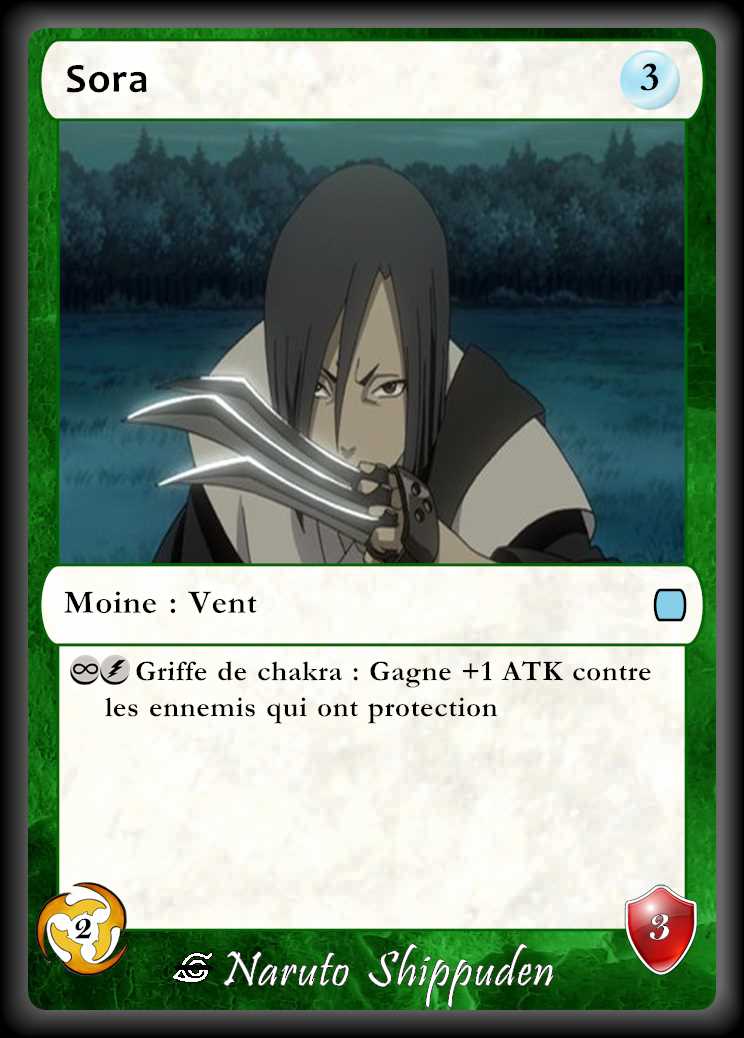 Sora
3
Moine : Vent
Griffe de chakra : Gagne +1 ATK contre
les ennemis qui ont protection
2
3
Naruto Shippuden